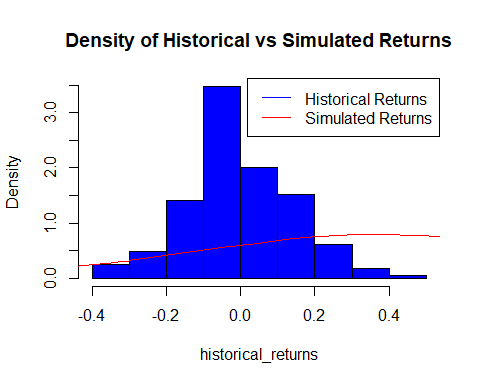 Density of Historical vs Simulated Returns
Historical Returns
Simulated Returns
Density
3.0
2.0
1.0
0.0
-0.4 -0.2 0.0 0.2 0.4
historical_returns